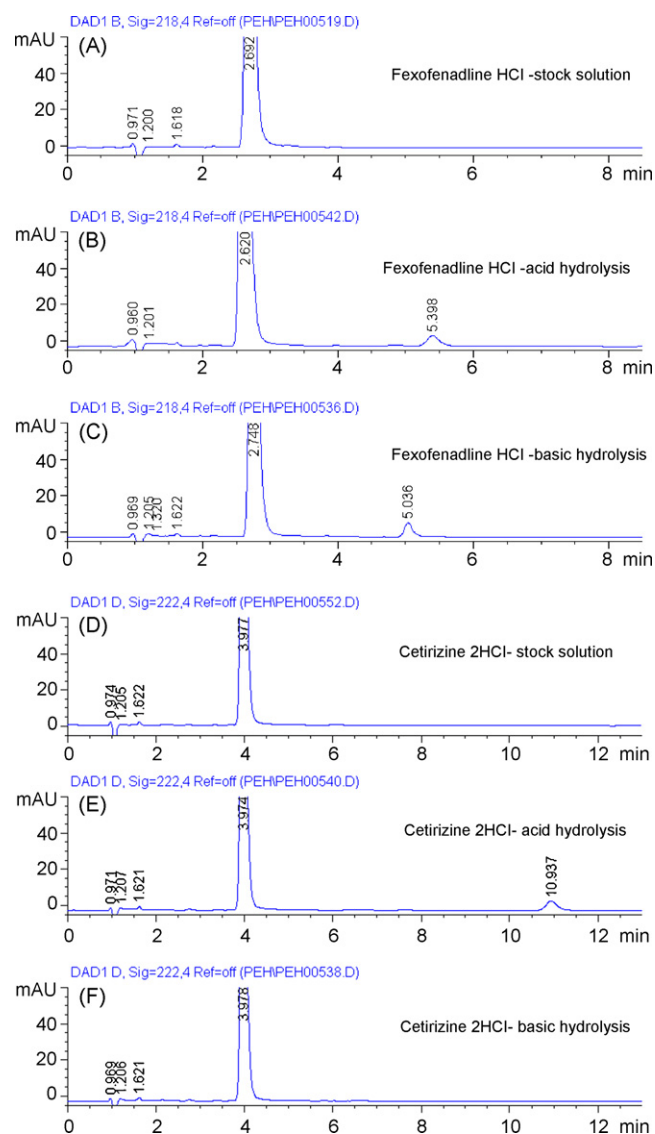 DAD1 B, Sig=218,4 Ref=off (PEH\PEH00519.D)
mAU
(A)
Fexofenadline HCl -stock solution
40
20
0
0.971
1.200
1.618
2.692
0 2 4 6 8 min
DAD1 B, Sig=218,4 Ref=off (PEH\PEH00542.D)
mAU
(B)
Fexofenadline HCl -acid hydrolysis
40
20
0
0.960
1.201
2.620
5.398
0 2 4 6 8 min
DAD1 B, Sig=218,4 Ref=off (PEH\PEH00536.D)
mAU
(C)
Fexofenadline HCl -basic hydrolysis
40
20
0
0.969
1.205
1.320
1.622
2.748
5.036
0 2 4 6 8 min
DAD1 D, Sig=222,4 Ref=off (PEH\PEH00552.D)
mAU
(D)
Cetirizine 2HCl- stock solution
40
20
0
0.974
1.205
1.622
3.977
0 2 4 6 8 10 12 min
DAD1 D, Sig=222,4 Ref=off (PEH\PEH00540.D)
mAU
(E)
Cetirizine 2HCl- acid hydrolysis
40
20
0
0.971
1.207
1.621
3.974
10.937
0 2 4 6 8 10 12 min
DAD1 D, Sig=222,4 Ref=off (PEH\PEH00538.D)
mAU
(F)
Cetirizine 2HCl- basic hydrolysis
40
20
0
0.969
1.206
1.621
3.978
0 2 4 6 8 10 12 min